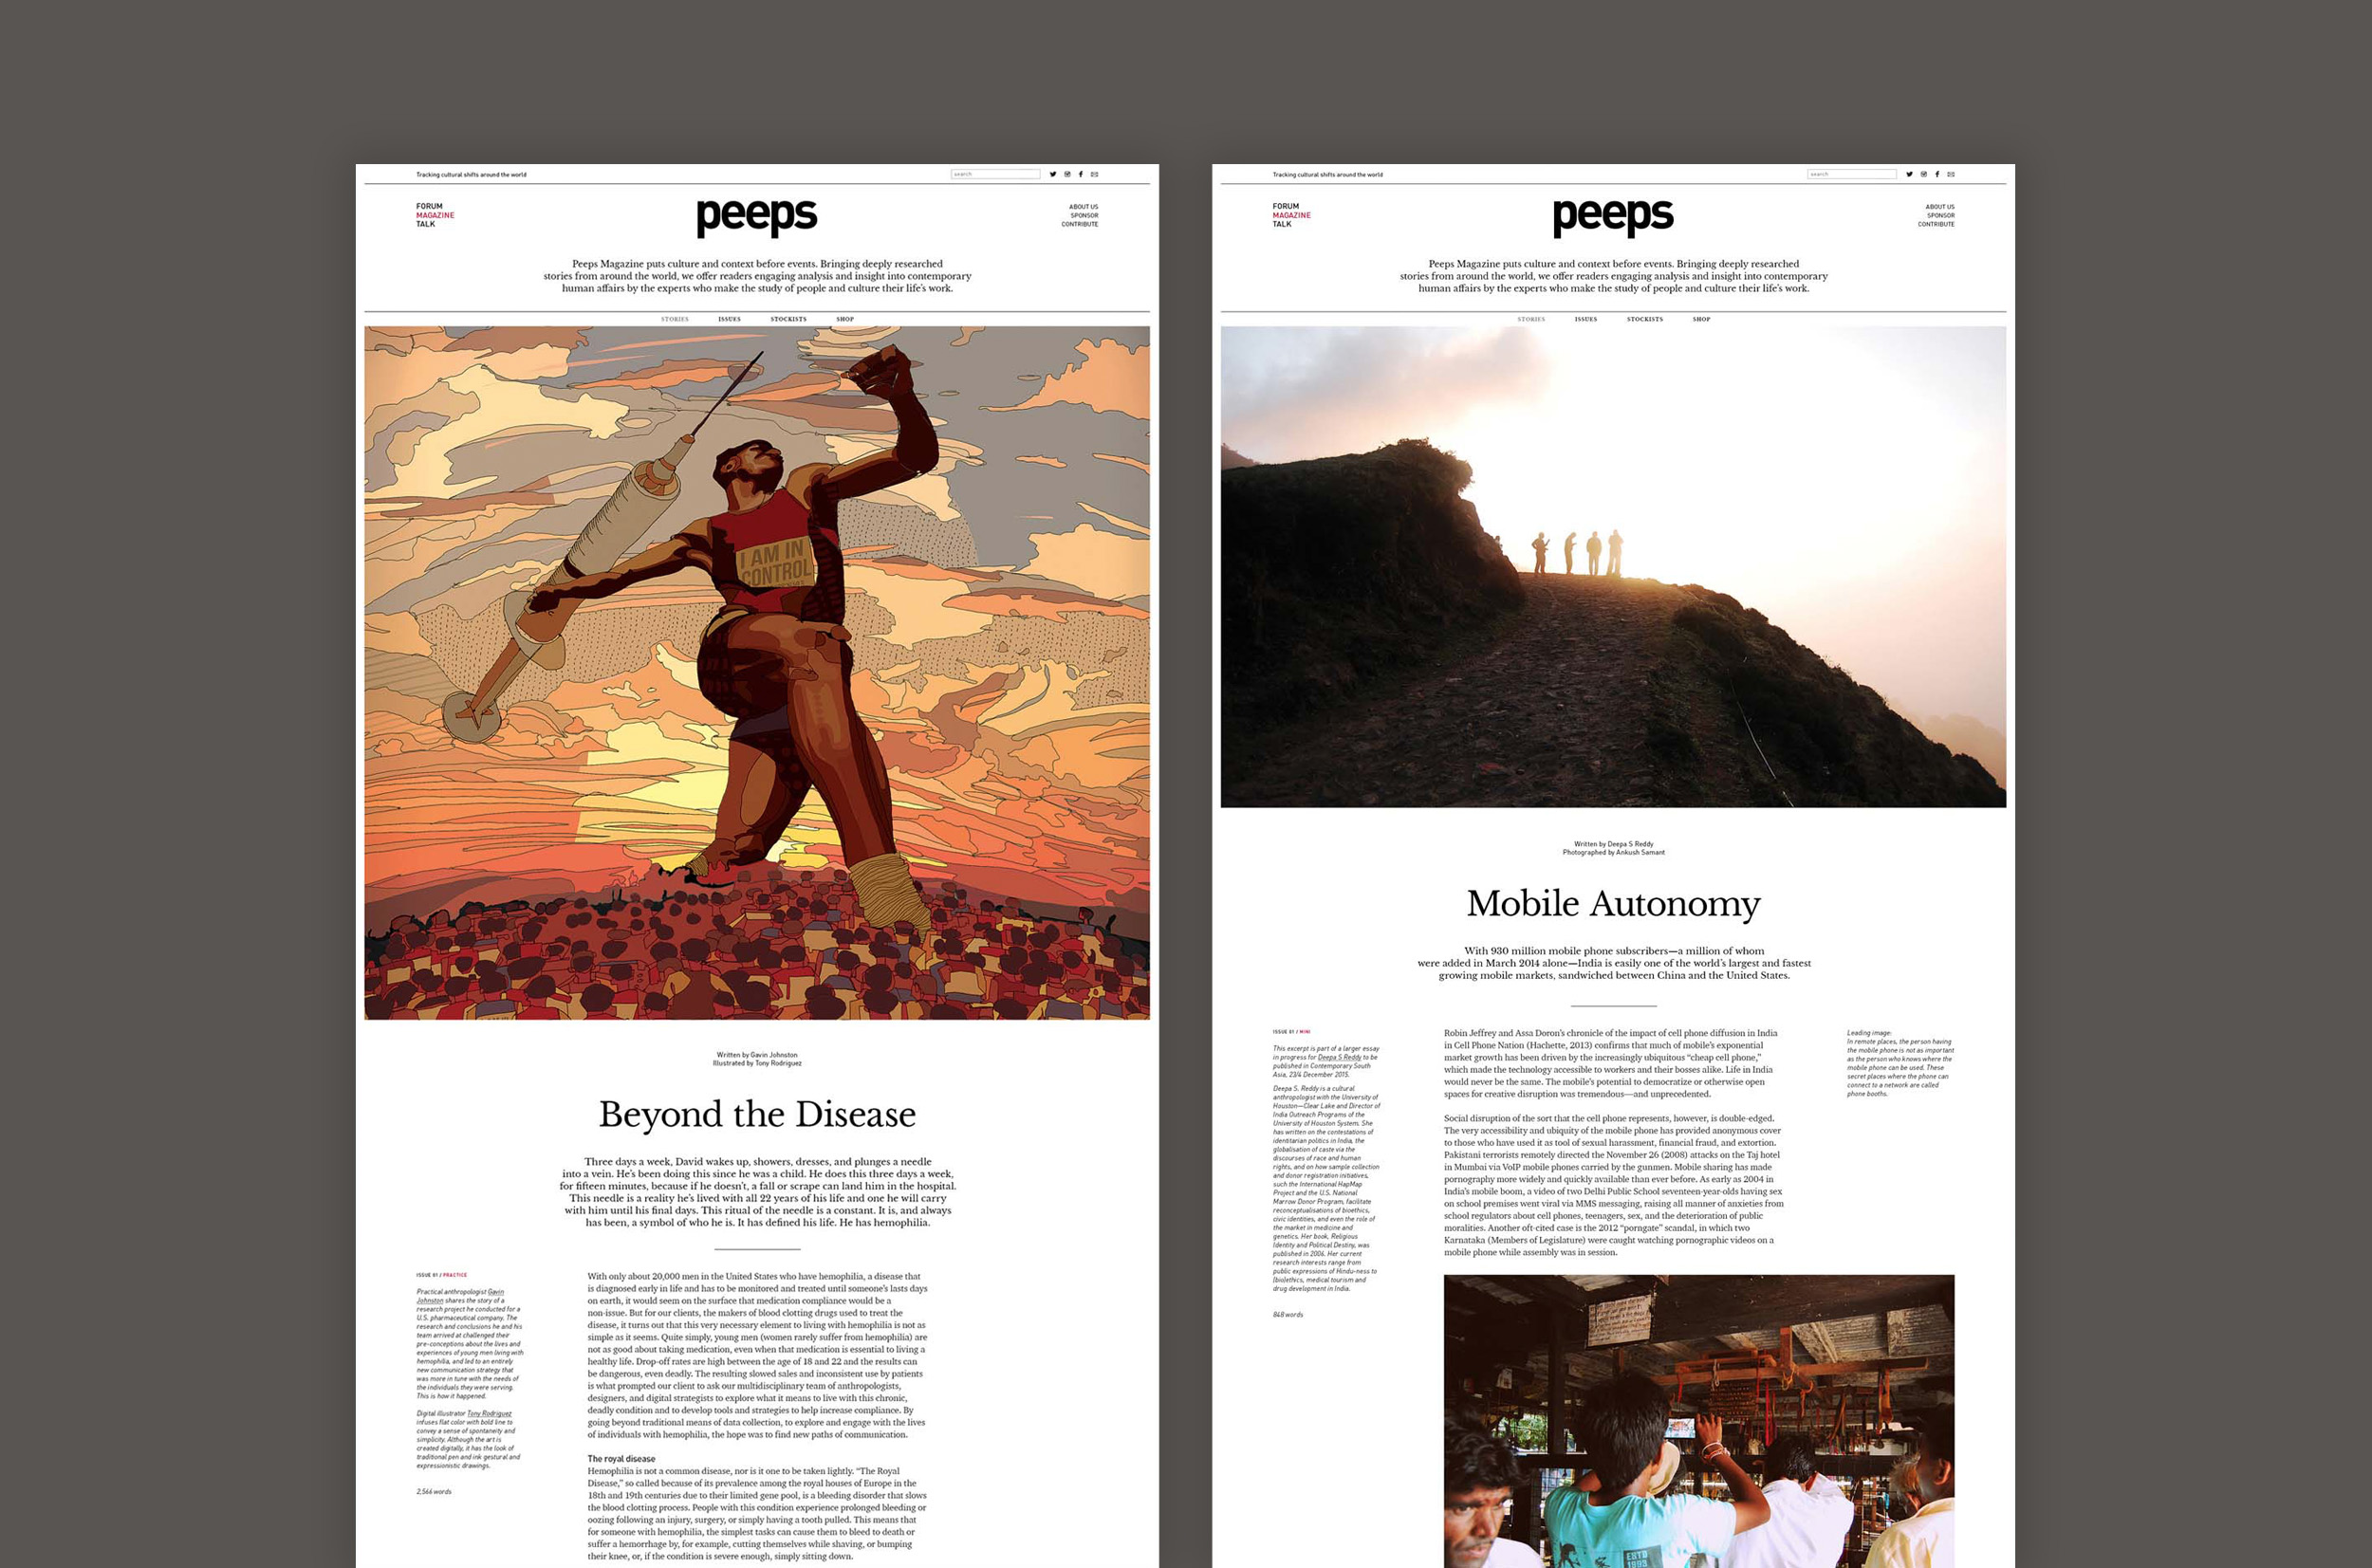 Tracking cultural shifts around the world
search
FORUM
MAGAZINE
TALK
peeps
ABOUT US
SPONSOR
CONTRIBUTE
Peeps Magazine puts culture and context before events. Bringing deeply researched
stories from around the world, we offer readers engaging analysis and insight into contemporary
human affairs by the experts who make the study of people and culture their life's work.
STORIES ISSUES STOCKISTS SHOP
I AM IN
CONTROL
Written by Gavin Johnston
Illustrated by Tony Rodriguez
Beyond the Disease
Three days a week, David wakes up, showers, dresses, and plunges a needle
into a vein. He's been doing this since he was a child. He does this three days a week,
for fifteen minutes, because if he doesn't, a fall or scrape can land him in the hospital.
This needle is a reality he's lived with all 22 years of his life and one he will carry
with him until his final days. This ritual of the needle is a constant. It is, and always
has been, a symbol of who he is. It has defined his life. He has hemophilia.
ISSUE 01 / PRACTICE
Practical anthropologist Gavin
Johnston shares the story of a
research project he conducted for a
U.S. pharmaceutical company. The
research and conclusions he and his
team arrived at challenged their
pre-conceptions about the lives and
experiences of young men living with
hemophilia, and led to an entirely
new communication strategy that
was more in tune with the needs of
the individuals they were serving.
This is how it happened.
Digital illustrator Tony Rodriguez
infuses flat color with bold line to
convey a sense of spontaneity and
simplicity. Although the art is
created digitally, it has the look of
traditional pen and ink gestural and
expressionistic drawings.
2,566 words
With only about 20,000 men in the United States who have hemophilia, a disease that
is diagnosed early in life and has to be monitored and treated until someone's lasts days
on earth, it would seem on the surface that medication compliance would be a
non-issue. But for our clients, the makers of blood clotting drugs used to treat the
disease, it turns out that this very necessary element to living with hemophilia is not as
simple as it seems. Quite simply, young men (women rarely suffer from hemophilia) are
not as good about taking medication, even when that medication is essential to living a
healthy life. Drop-off rates are high between the age of 18 and 22 and the results can
be dangerous, even deadly. The resulting slowed sales and inconsistent use by patients
is what prompted our client to ask our multidisciplinary team of anthropologists,
designers, and digital strategists to explore what it means to live with this chronic,
deadly condition and to develop tools and strategies to help increase compliance. By
going beyond traditional means of data collection, to explore and engage with the lives
of individuals with hemophilia, the hope was to find new paths of communication.
The royal disease
Hemophilia is not a common disease, nor is it one to be taken lightly. "The Royal
Disease," so called because of its prevalence among the royal houses of Europe in the
18th and 19th centuries due to their limited gene pool, is a bleeding disorder that slows
the blood clotting process. People with this condition experience prolonged bleeding or
oozing following an injury, surgery, or simply having a tooth pulled. This means that
for someone with hemophilia, the simplest tasks can cause them to bleed to death or
suffer a hemorrhage by, for example, cutting themselves while shaving, or bumping
their knee, or, if the condition is severe enough, simply sitting down.
Tracking cultural shifts around the world
search
FORUM
MAGAZINE
TALK
peeps
ABOUT US
SPONSOR
CONTRIBUTE
Peeps Magazine puts culture and context before events. Bringing deeply researched
stories from around the world, we offer readers engaging analysis and insight into contemporary
human affairs by the experts who make the study of people and culture their life's work.
STORIES ISSUES STOCKISTS SHOP
Written by Deepa S Reddy
Photographed by Ankush Samant
Mobile Autonomy
With 930 million mobile phone subscribers—a million of whom
were added in March 2014 alone—India is easily one of the world's largest and fastest
growing mobile markets, sandwiched between China and the United States.
ISSUE 01 / MINI
This excerpt is part of a larger essay
in progress for Deepa S Reddy to be
published in Contemporary South
Asia, 23/4 December 2015.
Deepa S. Reddy is a cultural
anthropologist with the University of
Houston—Clear Lake and Director of
India Outreach Programs of the
University of Houston System. She
has written on the contestations of
identitarian politics in India, the
globalisation of caste via the
discourses of race and human
rights, and on how sample collection
and donor registration initiatives,
such the International HapMap
Project and the U.S. National
Marrow Donor Program, facilitate
reconceptualisations of bioethics,
civic identities, and even the role of
the market in medicine and
genetics. Her book, Religious
Identity and Political Destiny, was
published in 2006. Her current
research interests range from
public expressions of Hindu-ness to
(bio)ethics, medical tourism and
drug development in India.
848 words
Robin Jeffrey and Assa Doron's chronicle of the impact of cell phone diffusion in India
in Cell Phone Nation (Hachette, 2013) confirms that much of mobile's exponential
market growth has been driven by the increasingly ubiquitous "cheap cell phone,"
which made the technology accessible to workers and their bosses alike. Life in India
would never be the same. The mobile's potential to democratize or otherwise open
spaces for creative disruption was tremendous—and unprecedented.
Social disruption of the sort that the cell phone represents, however, is double-edged.
The very accessibility and ubiquity of the mobile phone has provided anonymous cover
to those who have used it as tool of sexual harassment, financial fraud, and extortion.
Pakistani terrorists remotely directed the November 26 (2008) attacks on the Taj hotel
in Mumbai via VoIP mobile phones carried by the gunmen. Mobile sharing has made
pornography more widely and quickly available than ever before. As early as 2004 in
India's mobile boom, a video of two Delhi Public School seventeen-year-olds having sex
on school premises went viral via MMS messaging, raising all manner of anxieties from
school regulators about cell phones, teenagers, sex, and the deterioration of public
moralities. Another oft-cited case is the 2012 "porngate" scandal, in which two
Karnataka (Members of Legislature) were caught watching pornographic videos on a
mobile phone while assembly was in session.
Leading image:
In remote places, the person having
the mobile phone is not as important
as the person who knows where the
mobile phone can be used. These
secret places where the phone can
connect to a network are called
phone booths.
ESTD
1893